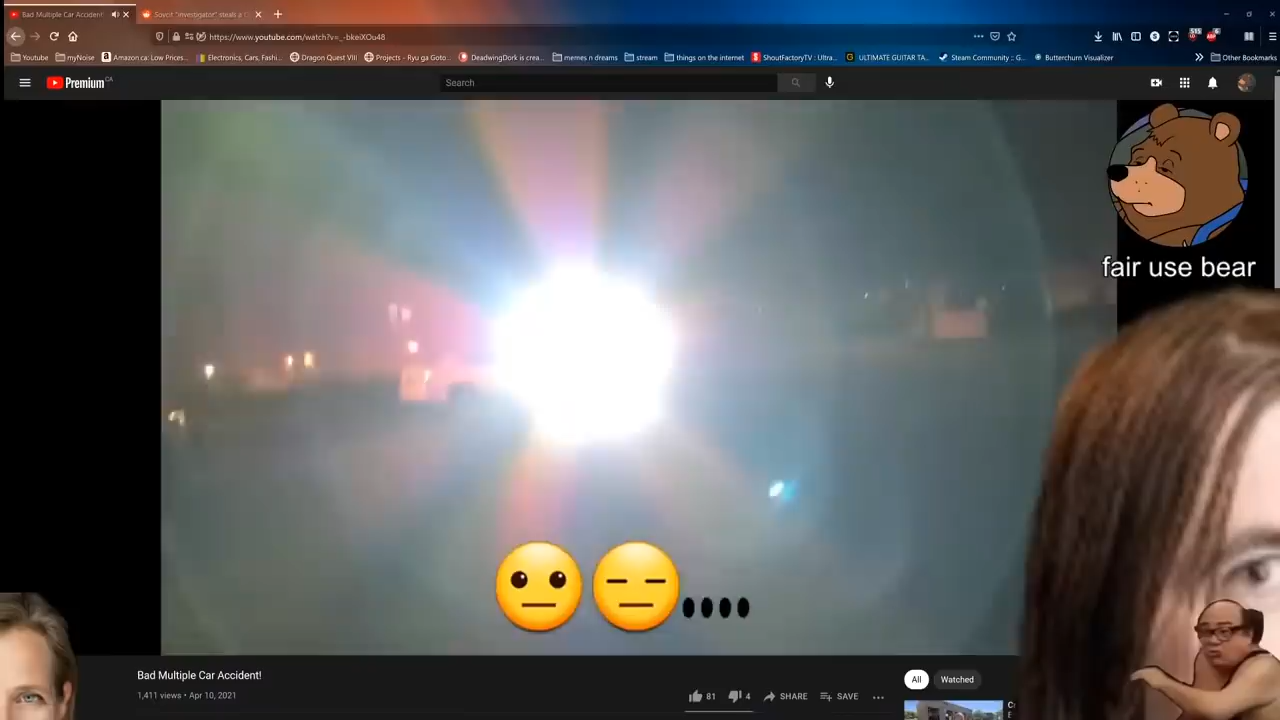 Bad Multiple Car Accident!
Sovcit "investigator" steals a
https://www.youtube.com/watch?v=_-bkeiXOu48
Youtube
myNoise
Amazon.ca: Low Prices...
Electronics, Cars, Fashi...
Dragon Quest VIII
Projects - Ryu ga Goto...
DeadwingDork is crea...
memes n dreams
stream
things on the internet
ShoutFactoryTV : Ultra...
ULTIMATE GUITAR TA...
Steam Community :: G...
Butterchurn Visualizer
Other Bookmarks
Premium CA
Search
fair use bear
Bad Multiple Car Accident!
1,411 views • Apr 10, 2021
81
4
SHARE
SAVE
All
Watched